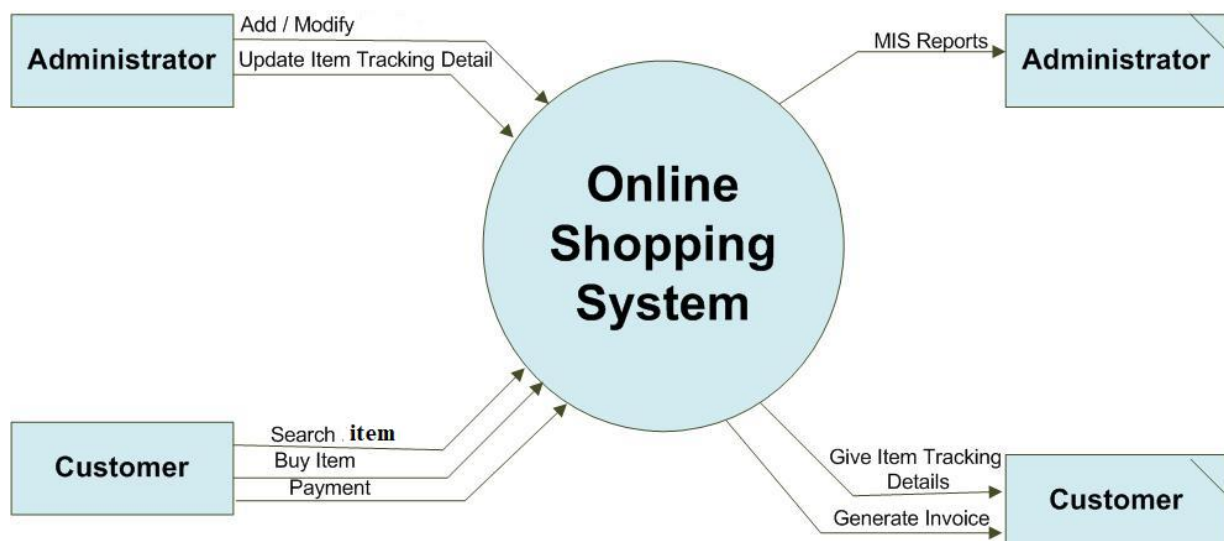 Administrator
Add / Modify
Update Item Tracking Detail
MIS Reports
Administrator
Online
Shopping
System
Customer
Search item
Buy Item
Payment
Give Item Tracking
Details
Generate Invoice
Customer